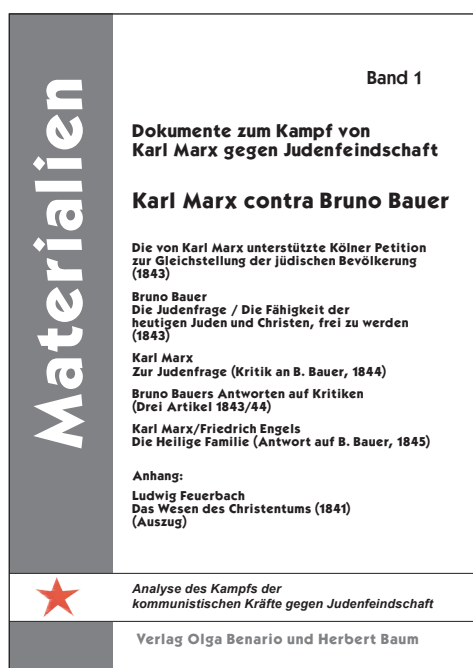 Materialien
Band 1
Dokumente zum Kampf von
Karl Marx gegen Judenfeindschaft
Karl Marx contra Bruno Bauer
Die von Karl Marx unterstützte Kölner Petition
zur Gleichstellung der jüdischen Bevölkerung
(1843)
Bruno Bauer
Die Judenfrage / Die Fähigkeit der
heutigen Juden und Christen, frei zu werden
(1843)
Karl Marx
Zur Judenfrage (Kritik an B. Bauer, 1844)
Bruno Bauers Antworten auf Kritiken
(Drei Artikel 1843/44)
Karl Marx/Friedrich Engels
Die Heilige Familie (Antwort auf B. Bauer, 1845)
Anhang:
Ludwig Feuerbach
Das Wesen des Christentums (1841)
(Auszug)
Analyse des Kampfs der
kommunistischen Kräfte gegen Judenfeindschaft
Verlag Olga Benario und Herbert Baum